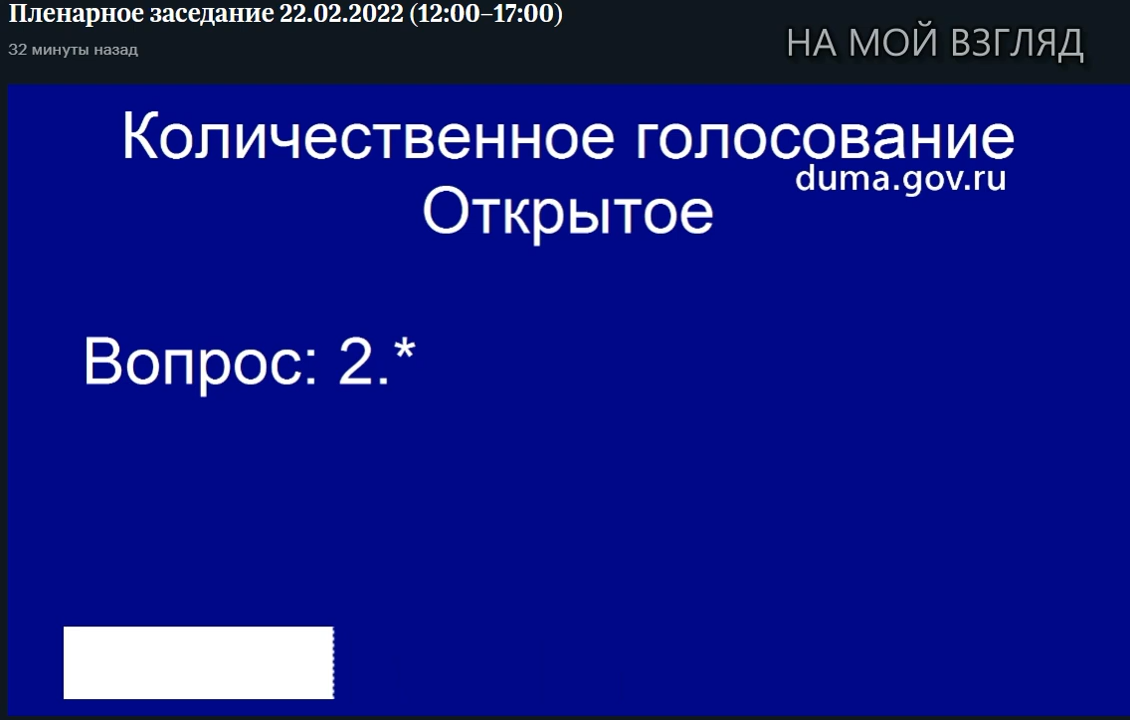 Пленарное заседание 22.02.2022 (12:00–17:00)
32 минуты назад
НА МОЙ ВЗГЛЯД
Количественное голосование
duma.gov.ru
Открытое
Вопрос: 2.*